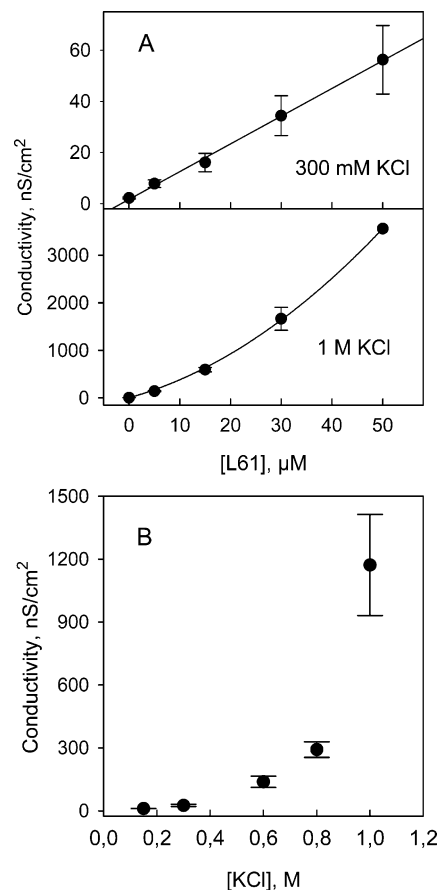 A
60
40
20
0
300 mM KCl
Conductivity, nS/cm2
3000
2000
1000
0
1 M KCl
0 10 20 30 40 50
[L61], µM
B
1500
1200
900
600
300
0
Conductivity, nS/cm2
0,0 0,2 0,4 0,6 0,8 1,0 1,2
[KCl], M